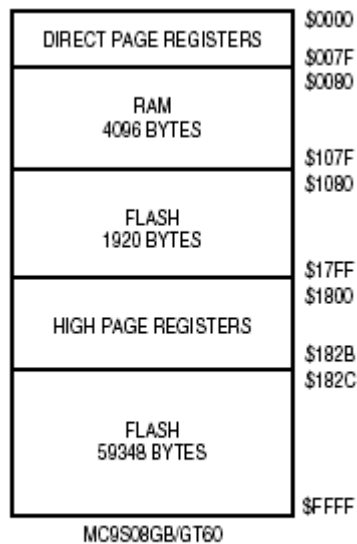 $0000
DIRECT PAGE REGISTERS
$007F
$0080
RAM
4096 BYTES
$107F
$1080
FLASH
1920 BYTES
$17FF
$1800
HIGH PAGE REGISTERS
$182B
$182C
FLASH
59348 BYTES
$FFFF
MC9S08GB/GT60